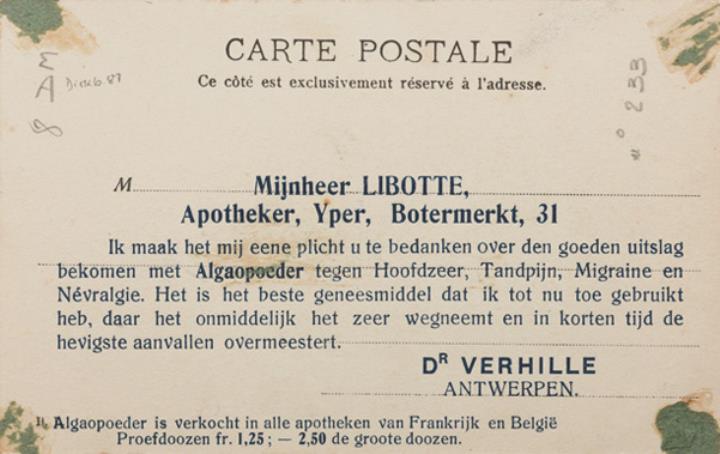 CARTE POSTALE
Ce côté est exclusivement réservé à l'adresse.
8 AM
n° 233
M
Mijnheer LIBOTTE,
Apotheker, Yper, Botermerkt, 31
Ik maak het mij eene plicht u te bedanken over den goeden uitslag
bekomen met Algaopoeder tegen Hoofdzeer, Tandpijn, Migraine en
Névralgie. Het is het beste geneesmiddel dat ik tot nu toe gebruikt
heb, daar het onmiddelijk het zeer wegneemt en in korten tijd de
hevigste aanvallen overmeestert.
DR VERHILLE
ANTWERPEN.
Algaopoeder is verkocht in alle apotheken van Frankrijk en België
Proefdoozen fr. 1,25; — 2,50 de groote doozen.